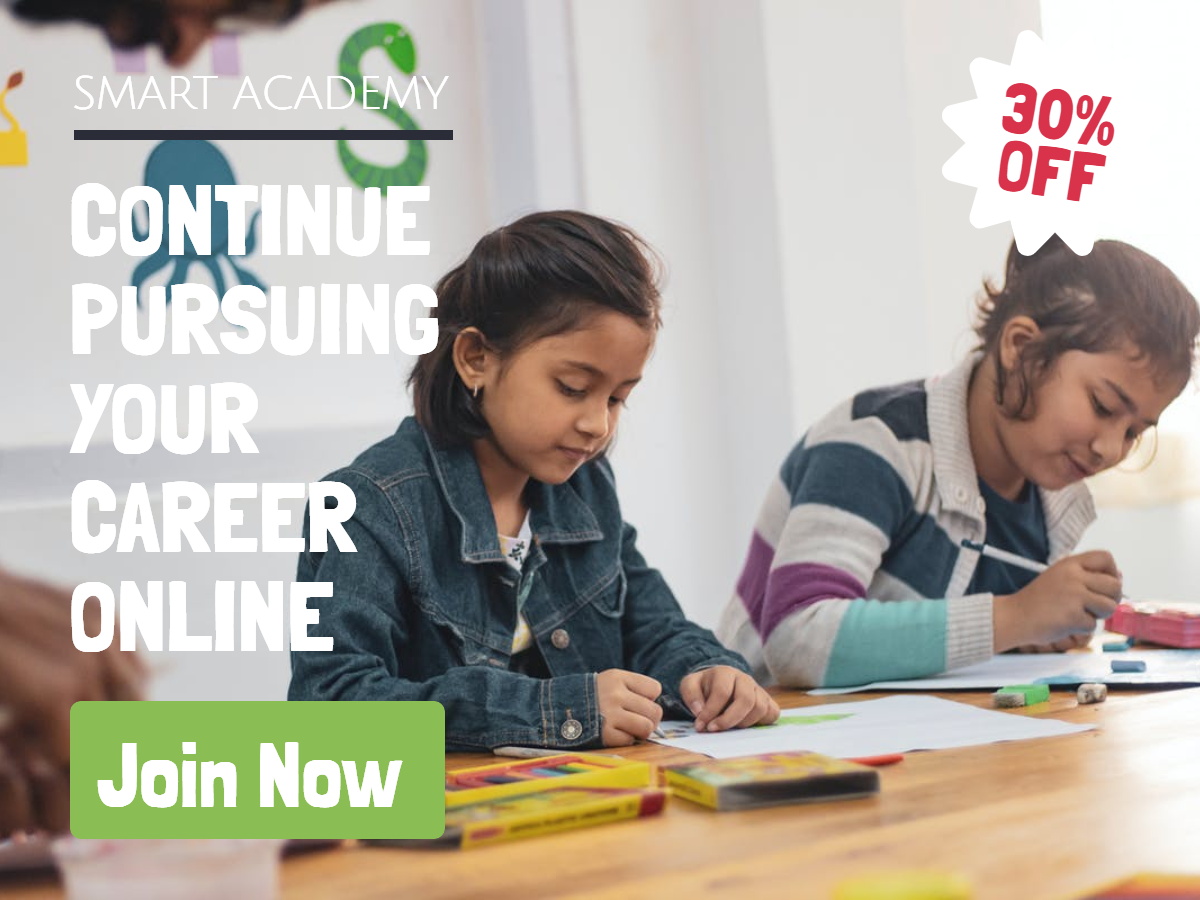 SMART ACADEMY
30%
OFF
CONTINUE
PURSUING
YOUR
CAREER
ONLINE
Join Now